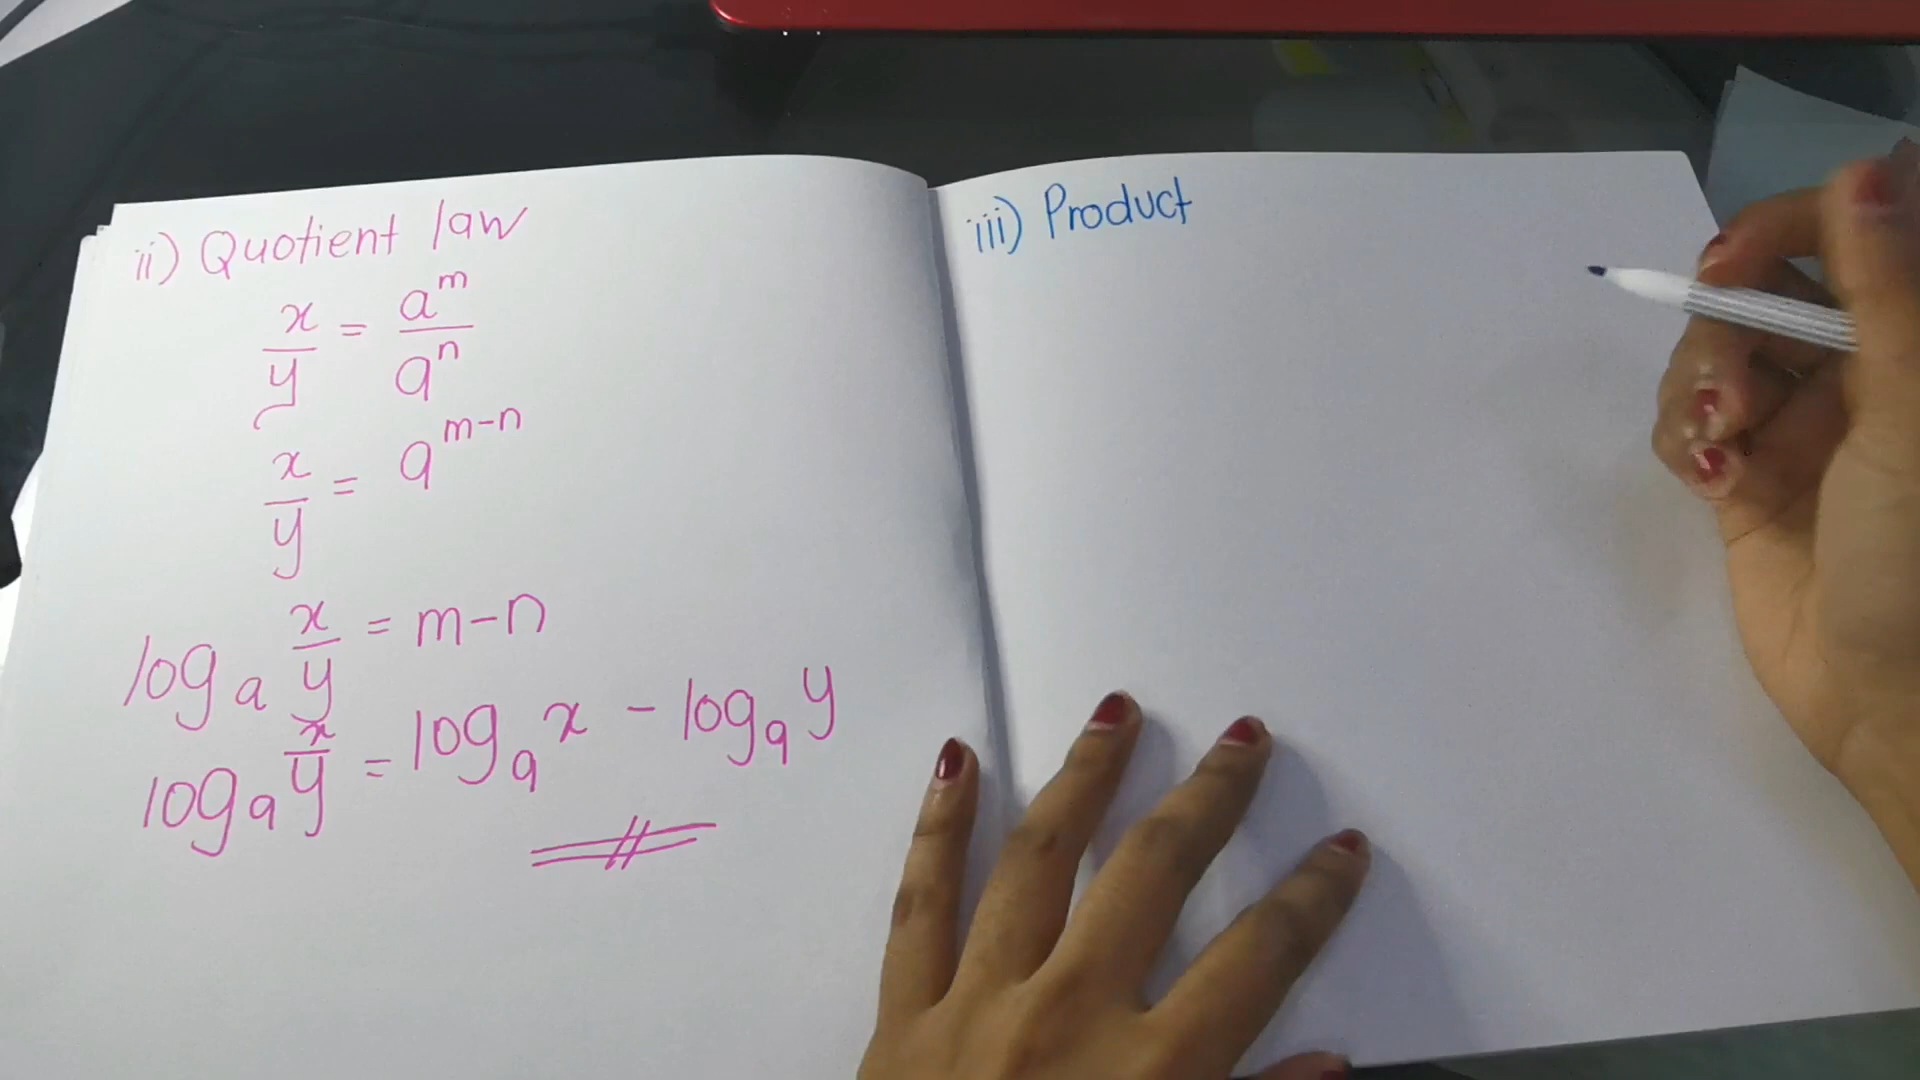 ii) Quotient law
x/y = a^m/a^n
x/y = a^(m-n)
log_a x/y = m-n
log_a x/y = log_a x - log_a y
iii) Product